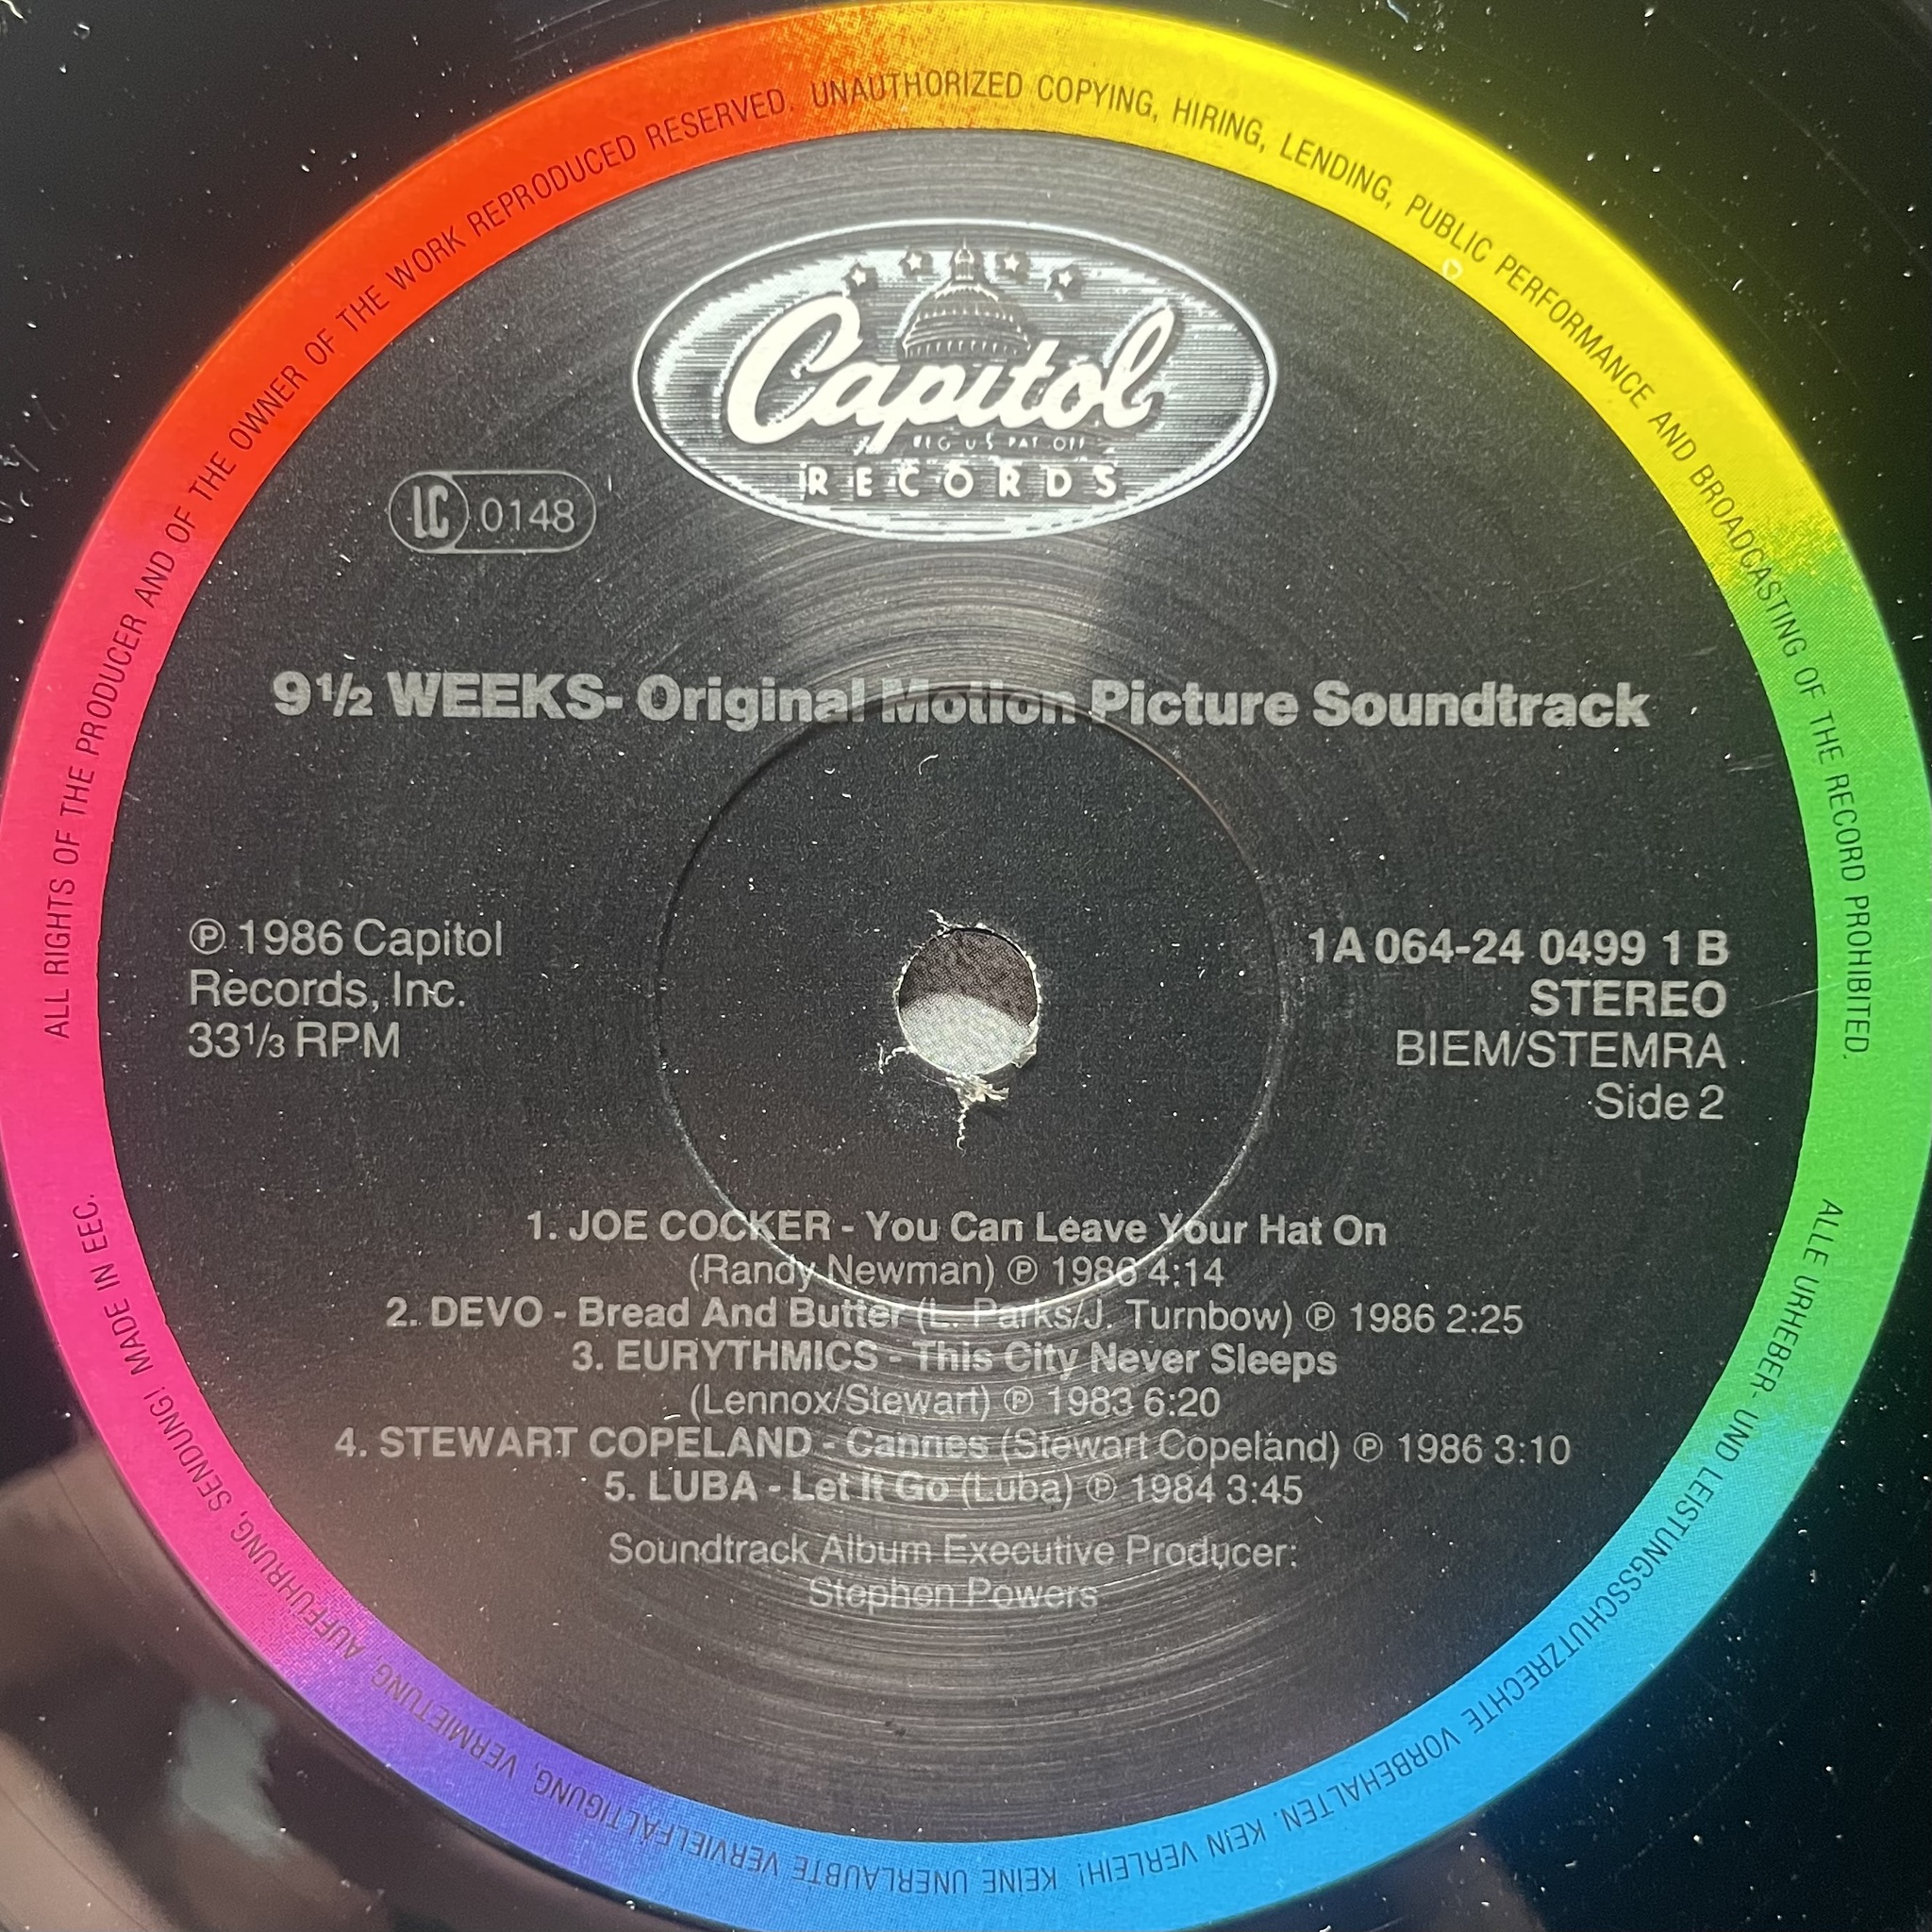 ALL RIGHTS OF THE PRODUCER AND OF THE OWNER OF THE WORK REPRODUCED RESERVED. UNAUTHORIZED COPYING, HIRING, LENDING, PUBLIC PERFORMANCE AND BROADCASTING OF THE RECORD PROHIBITED.
Capitol
REG US PAT OFF
RECORDS
LC 0148
9½ WEEKS- Original Motion Picture Soundtrack
℗ 1986 Capitol
Records, Inc.
33⅓ RPM
1A 064-24 0499 1 B
STEREO
BIEM/STEMRA
Side 2
1. JOE COCKER - You Can Leave Your Hat On
(Randy Newman) ℗ 1986 4:14
2. DEVO - Bread And Butter (L. Parks/J. Turnbow) ℗ 1986 2:25
3. EURYTHMICS - This City Never Sleeps
(Lennox/Stewart) ℗ 1983 6:20
4. STEWART COPELAND - Cannes (Stewart Copeland) ℗ 1986 3:10
5. LUBA - Let It Go (Luba) ℗ 1984 3:45
Soundtrack Album Executive Producer:
Stephen Powers
ALLE URHEBER- UND LEISTUNGSSCHUTZRECHTE VORBEHALTEN. KEIN VERLEIH! KEINE UNERLAUBTE VERVIELFÄLTIGUNG, VERMIETUNG, AUFFÜHRUNG, SENDUNG! MADE IN EEC.